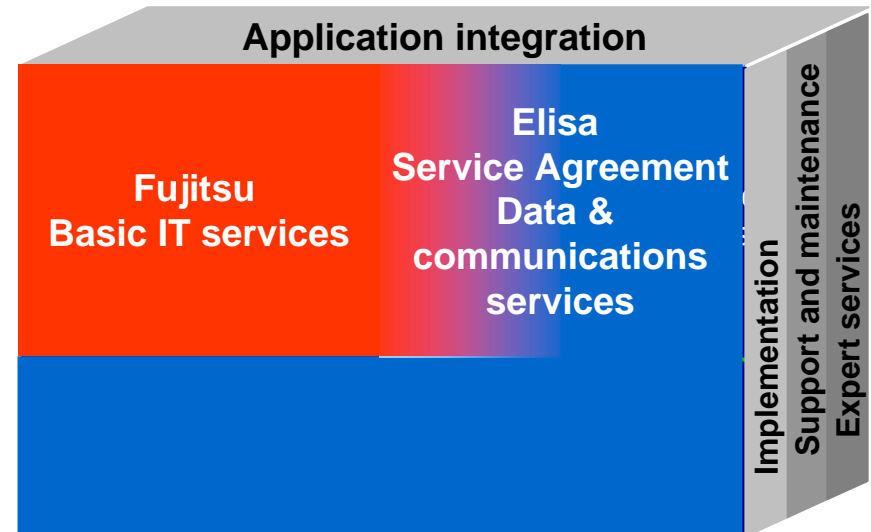 Application integration
Fujitsu
Basic IT services
Elisa
Service Agreement
Data &
communications
services
Implementation
Support and maintenance
Expert services